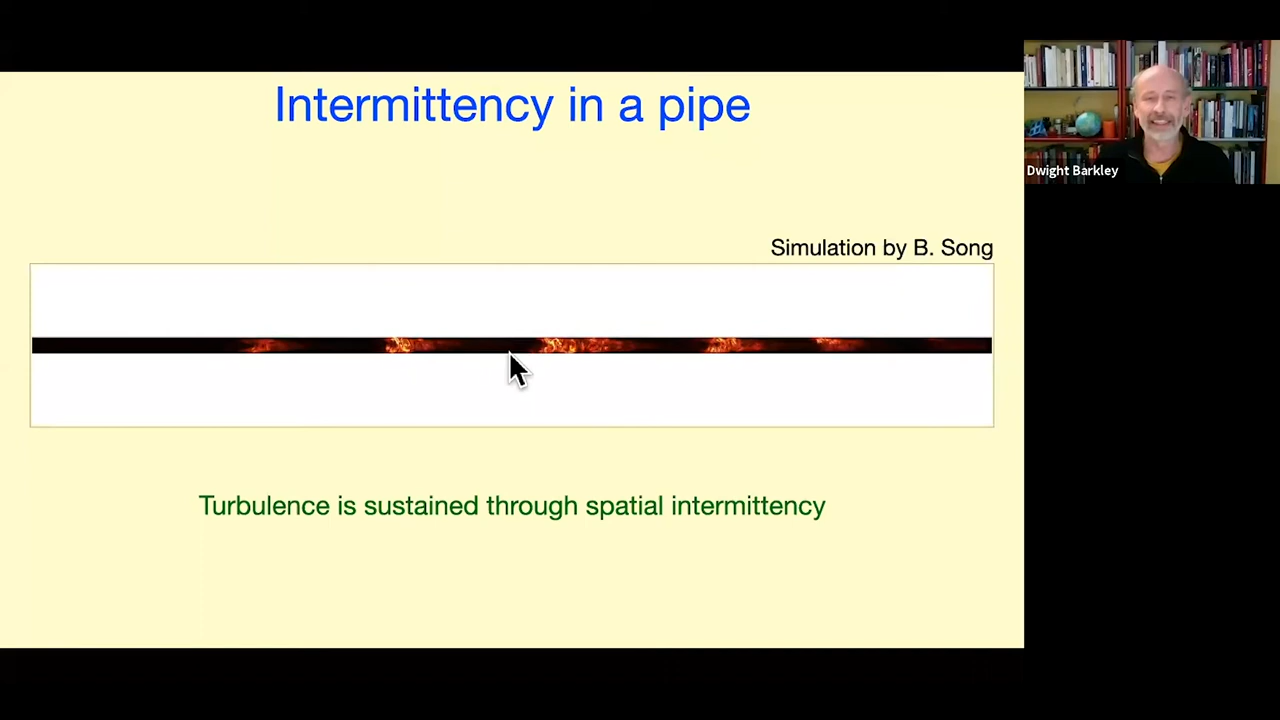 Intermittency in a pipe
Dwight Barkley
Simulation by B. Song
Turbulence is sustained through spatial intermittency